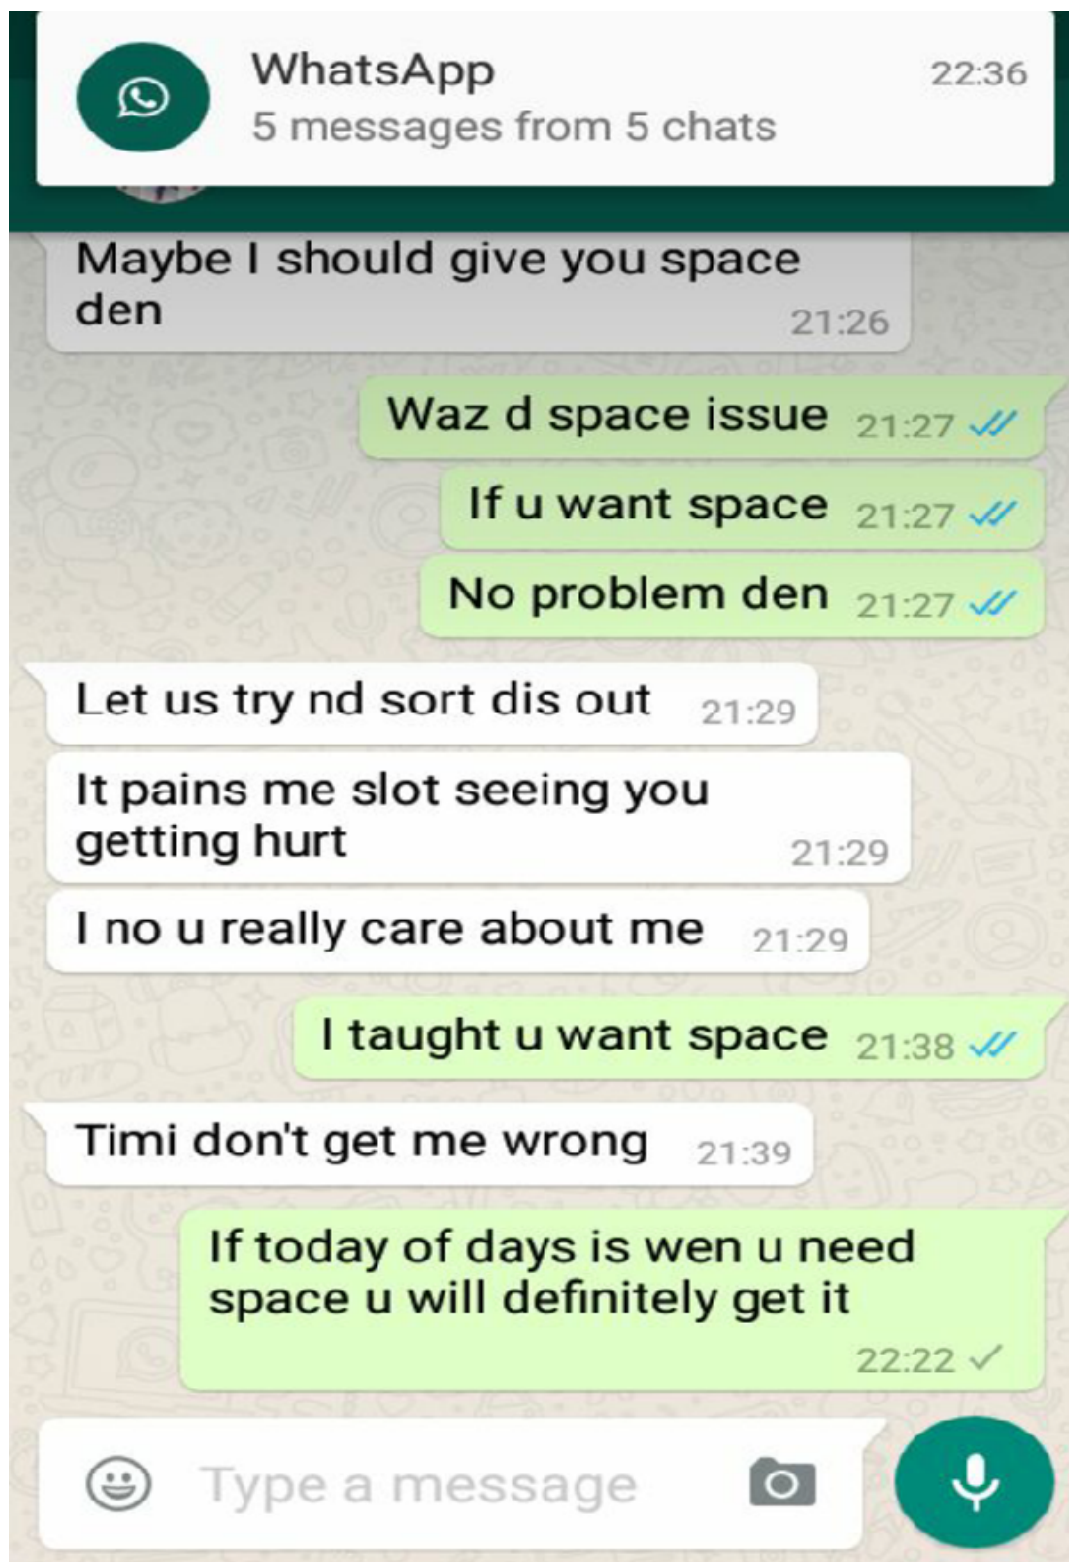 WhatsApp 22:36
5 messages from 5 chats
Maybe I should give you space
den 21:26
Waz d space issue 21:27
If u want space 21:27
No problem den 21:27
Let us try nd sort dis out 21:29
It pains me slot seeing you
getting hurt 21:29
I no u really care about me 21:29
I taught u want space 21:38
Timi don't get me wrong 21:39
If today of days is wen u need
space u will definitely get it
22:22
Type a message